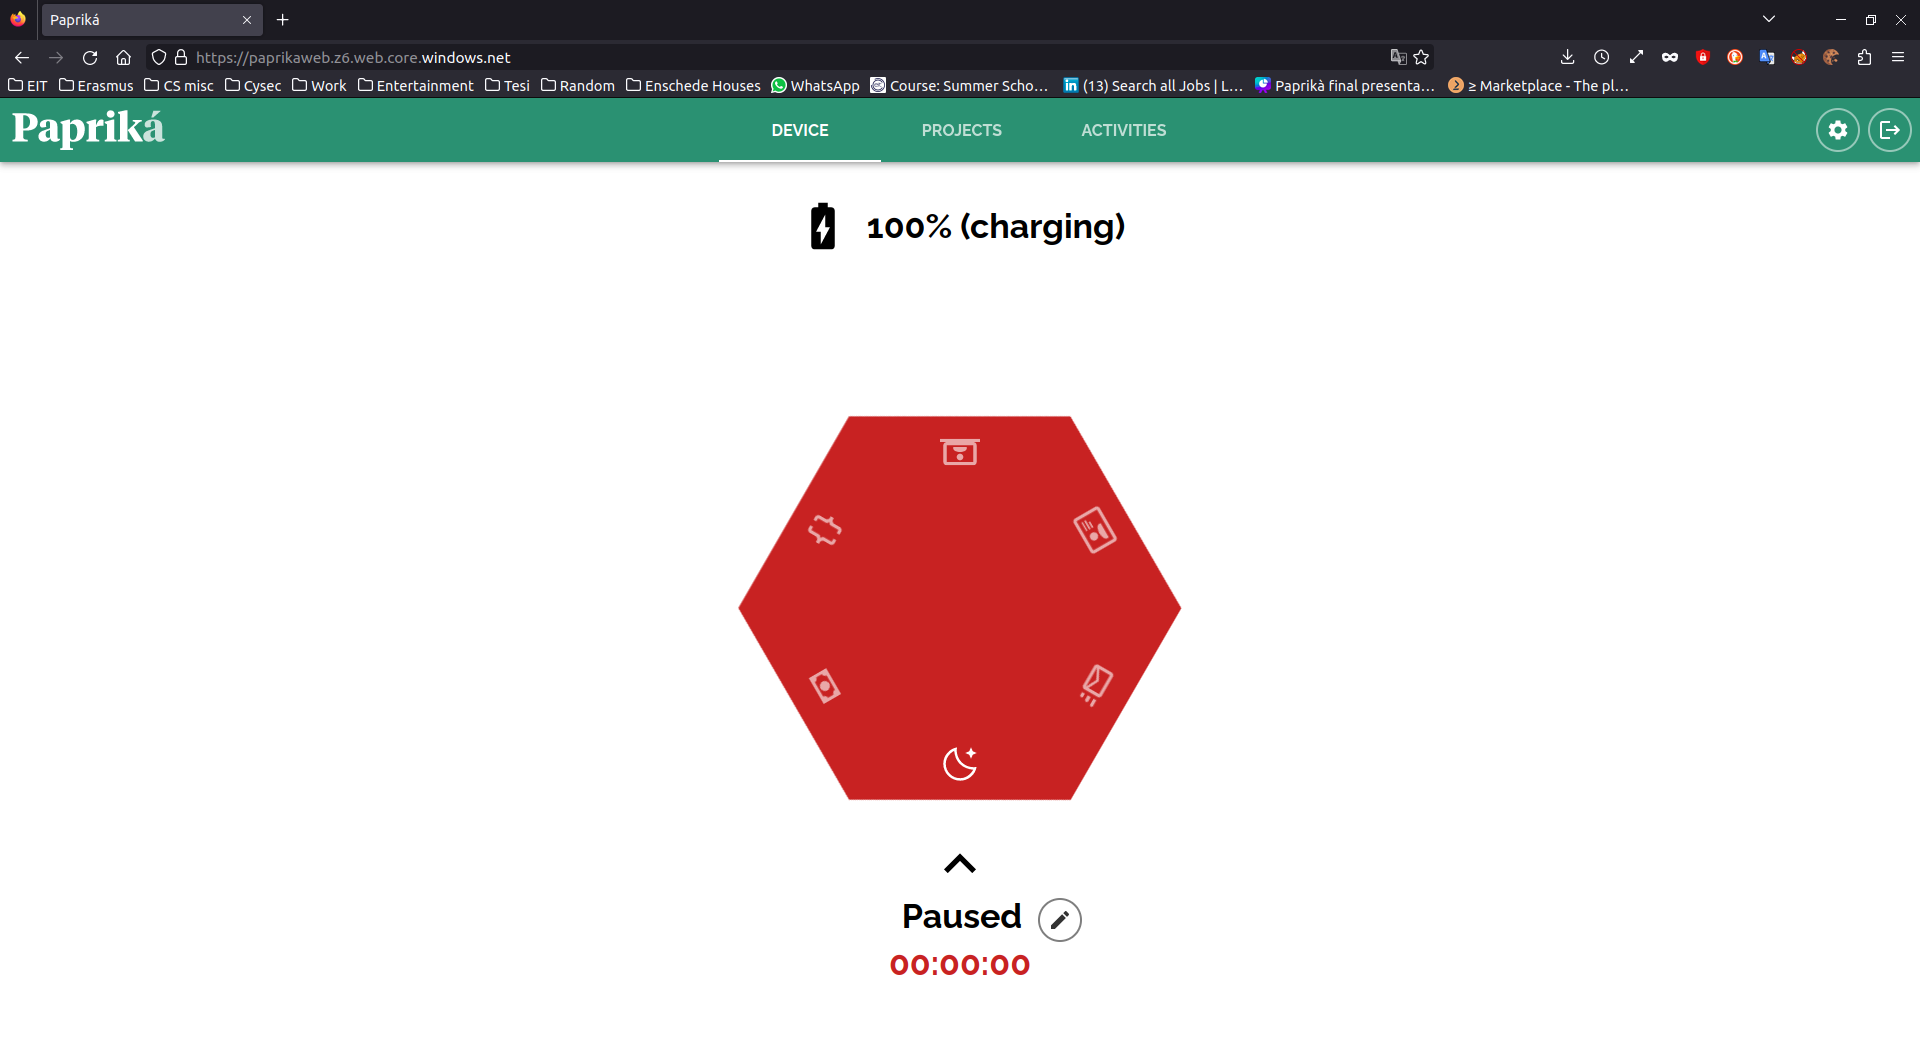 Papriká
https://paprikaweb.z6.web.core.windows.net
EIT Erasmus CS misc Cysec Work Entertainment Tesi Random Enschede Houses WhatsApp Course: Summer Scho… (13) Search all Jobs | L… Paprikà final presenta… ≥ Marketplace - The pl…
Papriká DEVICE PROJECTS ACTIVITIES
100% (charging)
Paused
00:00:00